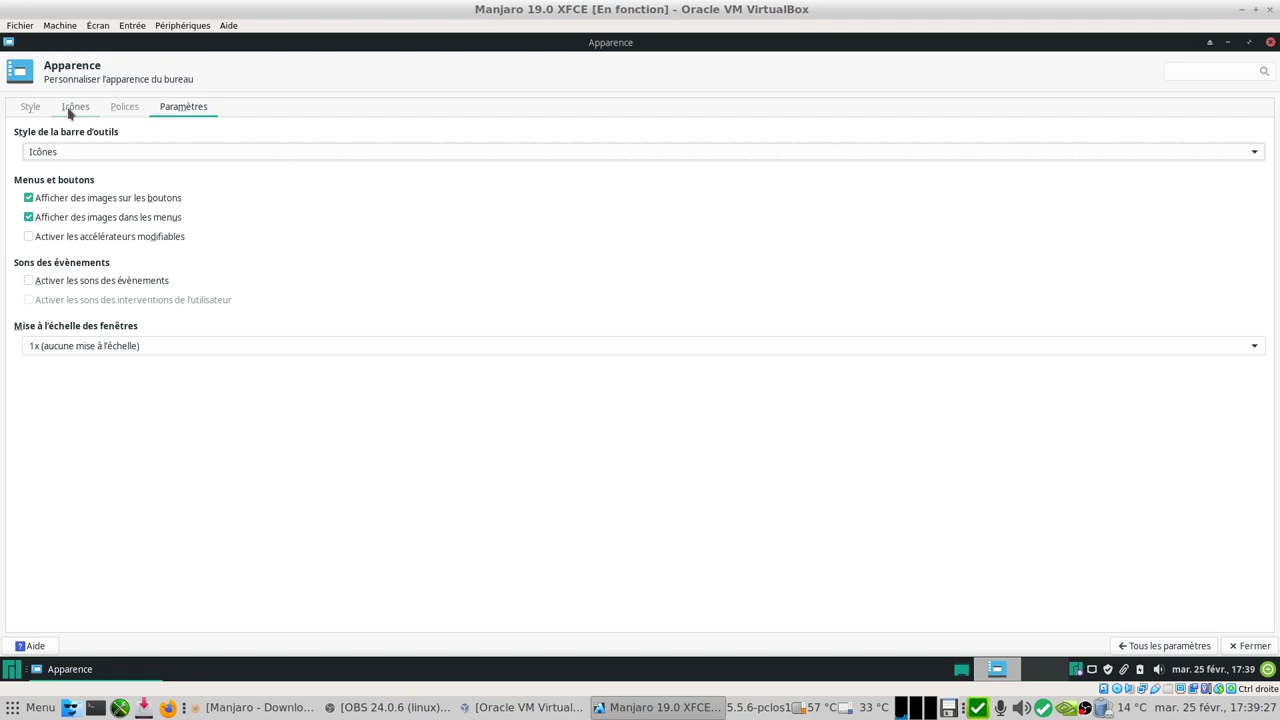 Manjaro 19.0 XFCE [En fonction] - Oracle VM VirtualBox
Fichier Machine Écran Entrée Périphériques Aide
Apparence
Apparence
Personnaliser l'apparence du bureau
Style Icônes Polices Paramètres
Style de la barre d'outils
Icônes
Menus et boutons
Afficher des images sur les boutons
Afficher des images dans les menus
Activer les accélérateurs modifiables
Sons des évènements
Activer les sons des évènements
Activer les sons des interventions de l'utilisateur
Mise à l'échelle des fenêtres
1x (aucune mise à l'échelle)
Aide Tous les paramètres Fermer
Apparence mar. 25 févr., 17:39
Ctrl droite
Menu [Manjaro - Downlo... [OBS 24.0.6 (linux)... [Oracle VM Virtual... Manjaro 19.0 XFCE... 5.5.6-pclos1 57 °C 33 °C 14 °C mar. 25 févr., 17:39:27